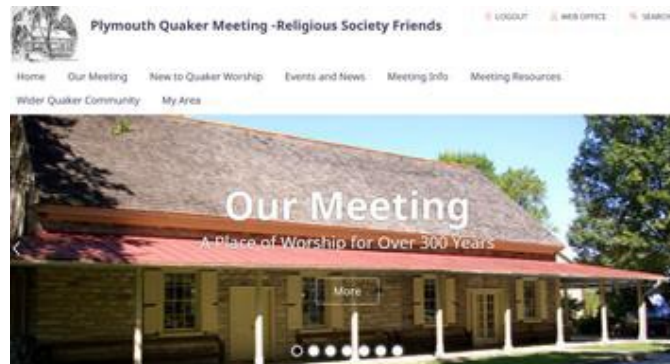 Plymouth Quaker Meeting -Religious Society Friends
LOGOUT WEB OFFICE SEARCH
Home Our Meeting New to Quaker Worship Events and News Meeting Info Meeting Resources
Wider Quaker Community My Area
Our Meeting
A Place of Worship for Over 300 Years
More